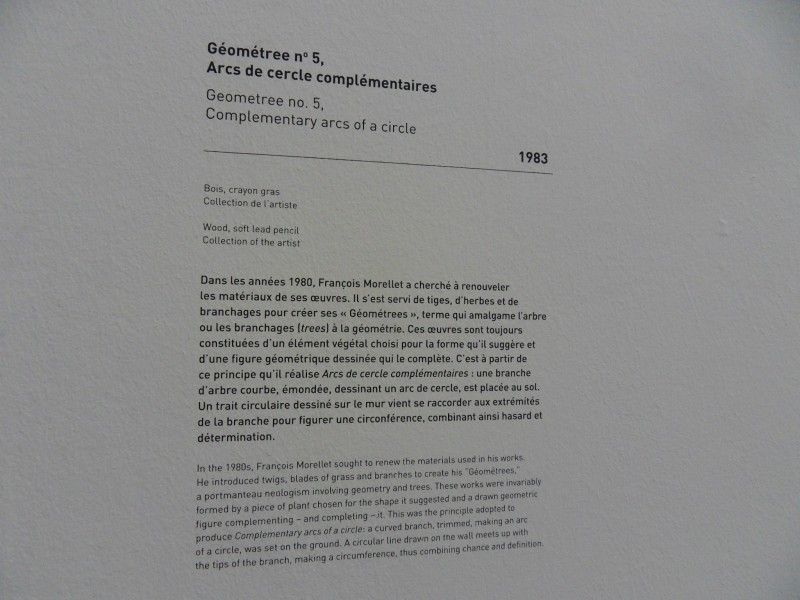 Géométree nº 5,
Arcs de cercle complémentaires
Geometree no. 5,
Complementary arcs of a circle
1983
Bois, crayon gras
Collection de l'artiste
Wood, soft lead pencil
Collection of the artist
Dans les années 1980, François Morellet a cherché à renouveler
les matériaux de ses œuvres. Il s'est servi de tiges, d'herbes et de
branchages pour créer ses « Géométrees », terme qui amalgame l'arbre
ou les branchages (trees) à la géométrie. Ces œuvres sont toujours
constituées d'un élément végétal choisi pour la forme qu'il suggère et
d'une figure géométrique dessinée qui le complète. C'est à partir de
ce principe qu'il réalise Arcs de cercle complémentaires : une branche
d'arbre courbe, émondée, dessinant un arc de cercle, est placée au sol.
Un trait circulaire dessiné sur le mur vient se raccorder aux extrémités
de la branche pour figurer une circonférence, combinant ainsi hasard et
détermination.
In the 1980s, François Morellet sought to renew the materials used in his works.
He introduced twigs, blades of grass and branches to create his "Géométrees,"
a portmanteau neologism involving geometry and trees. These works were invariably
formed by a piece of plant chosen for the shape it suggested and a drawn geometric
figure complementing – and completing – it. This was the principle adopted to
produce Complementary arcs of a circle: a curved branch, trimmed, making an arc
of a circle, was set on the ground. A circular line drawn on the wall meets up with
the tips of the branch, making a circumference, thus combining chance and definition.